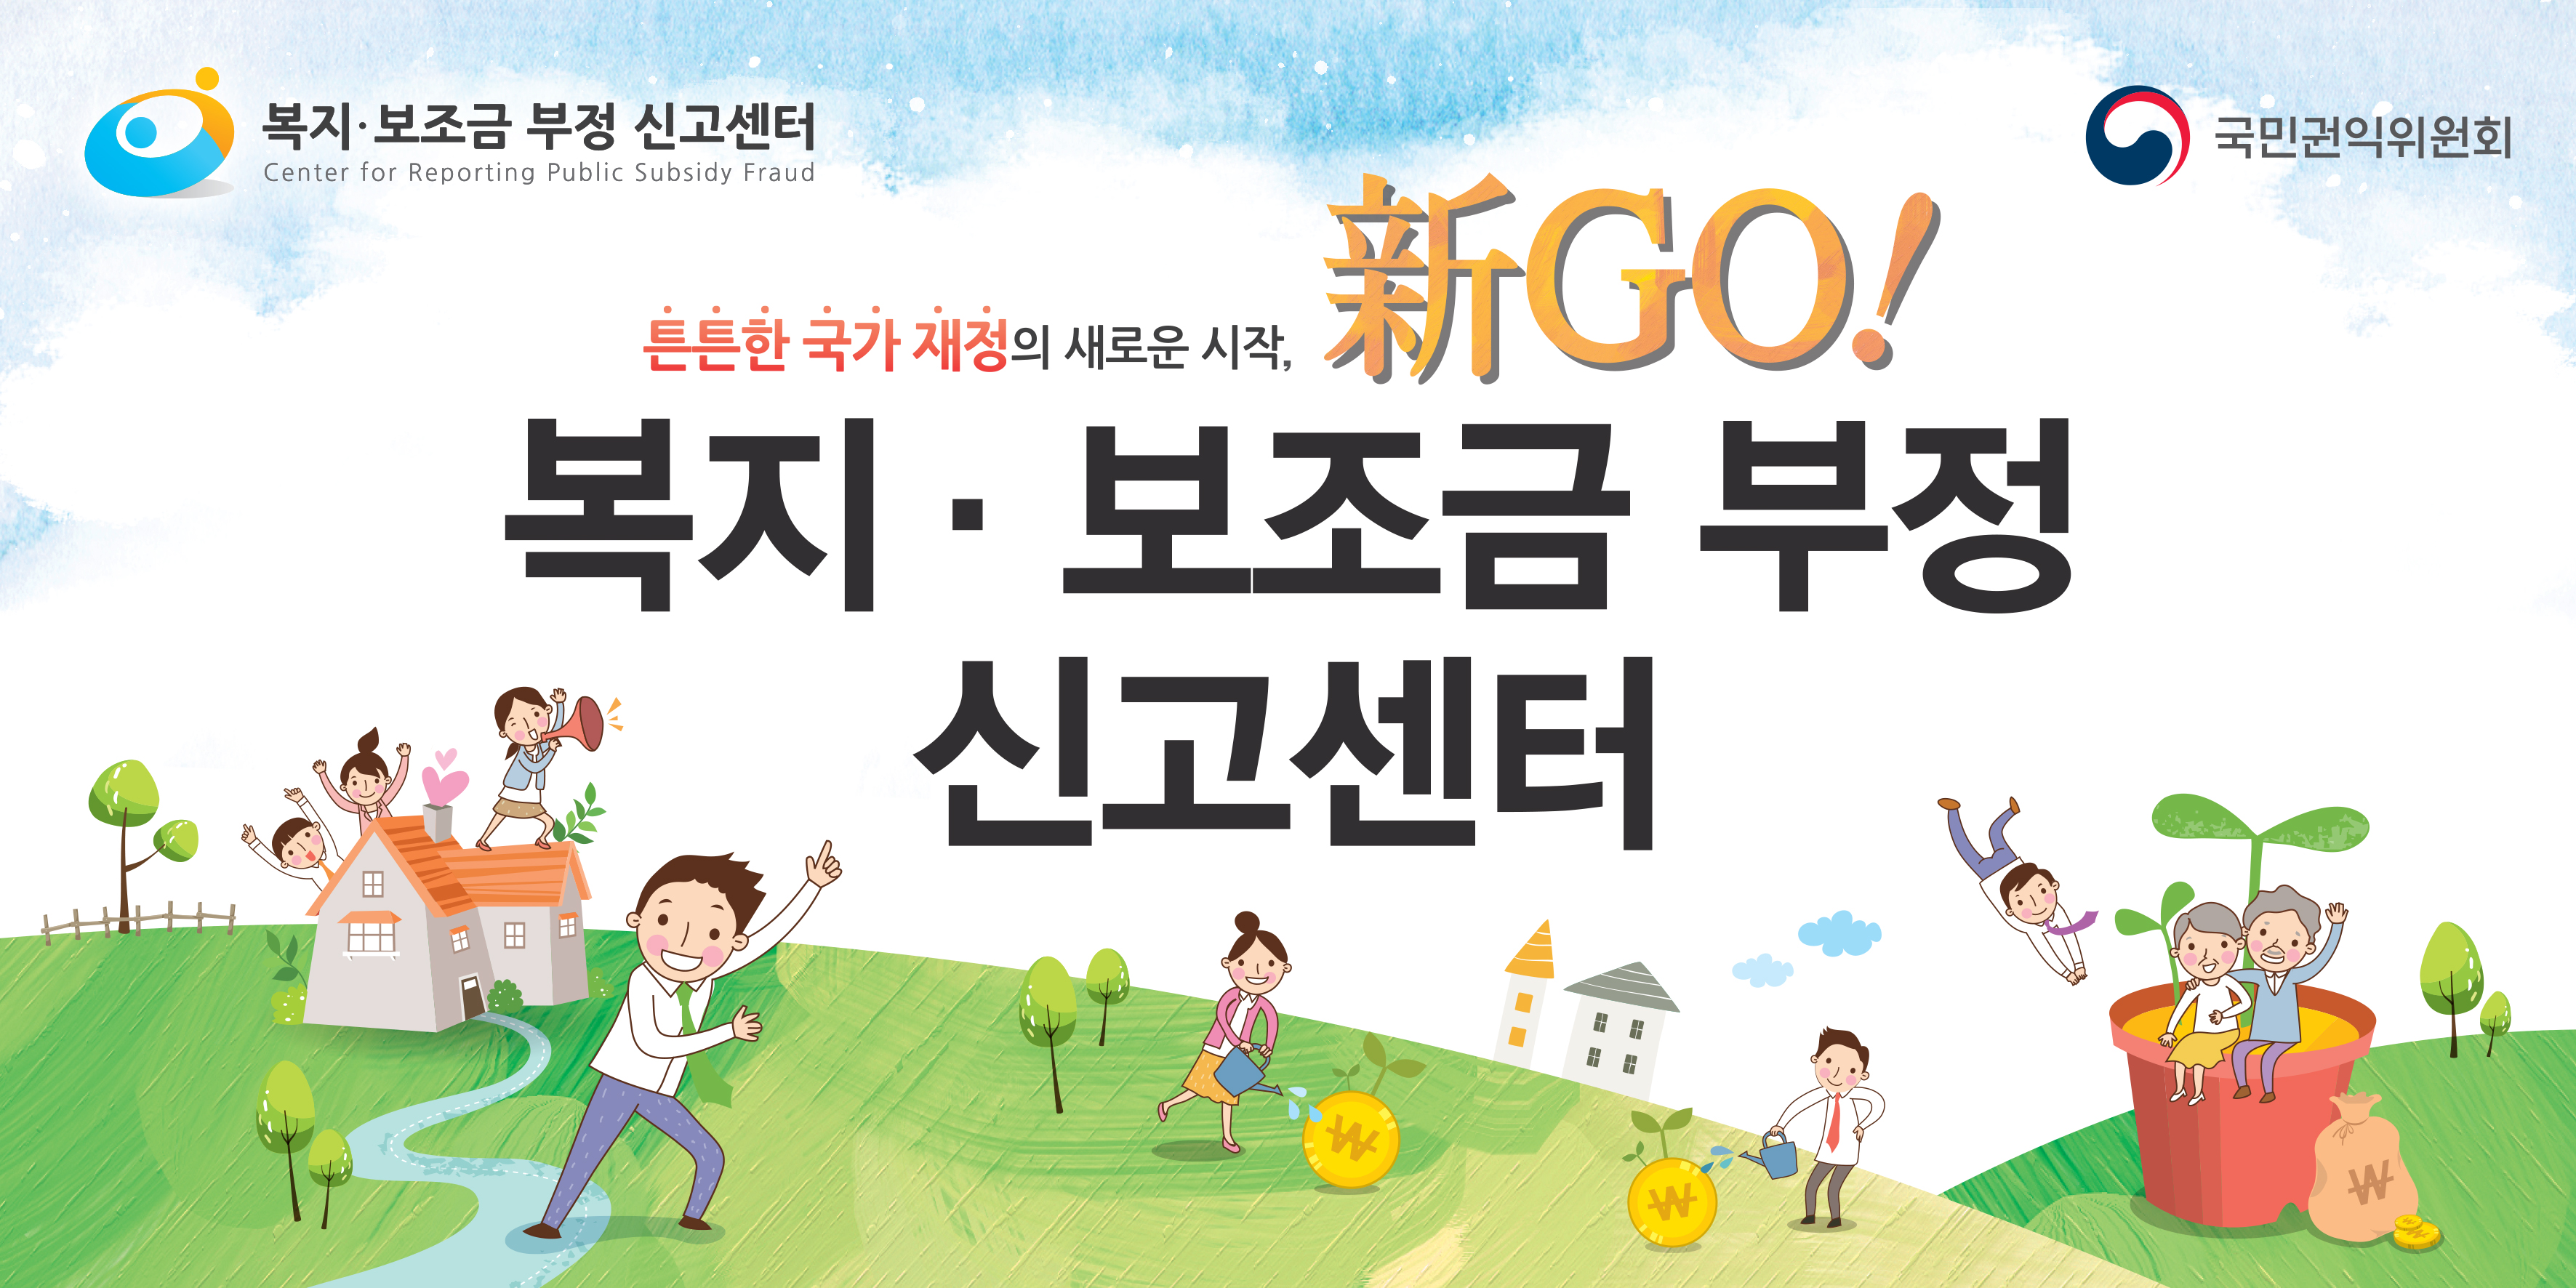 복지·보조금 부정 신고센터
Center for Reporting Public Subsidy Fraud
국민권익위원회
튼튼한 국가 재정의 새로운 시작, 新GO!
복지 · 보조금 부정
신고센터
₩
₩
₩
₩